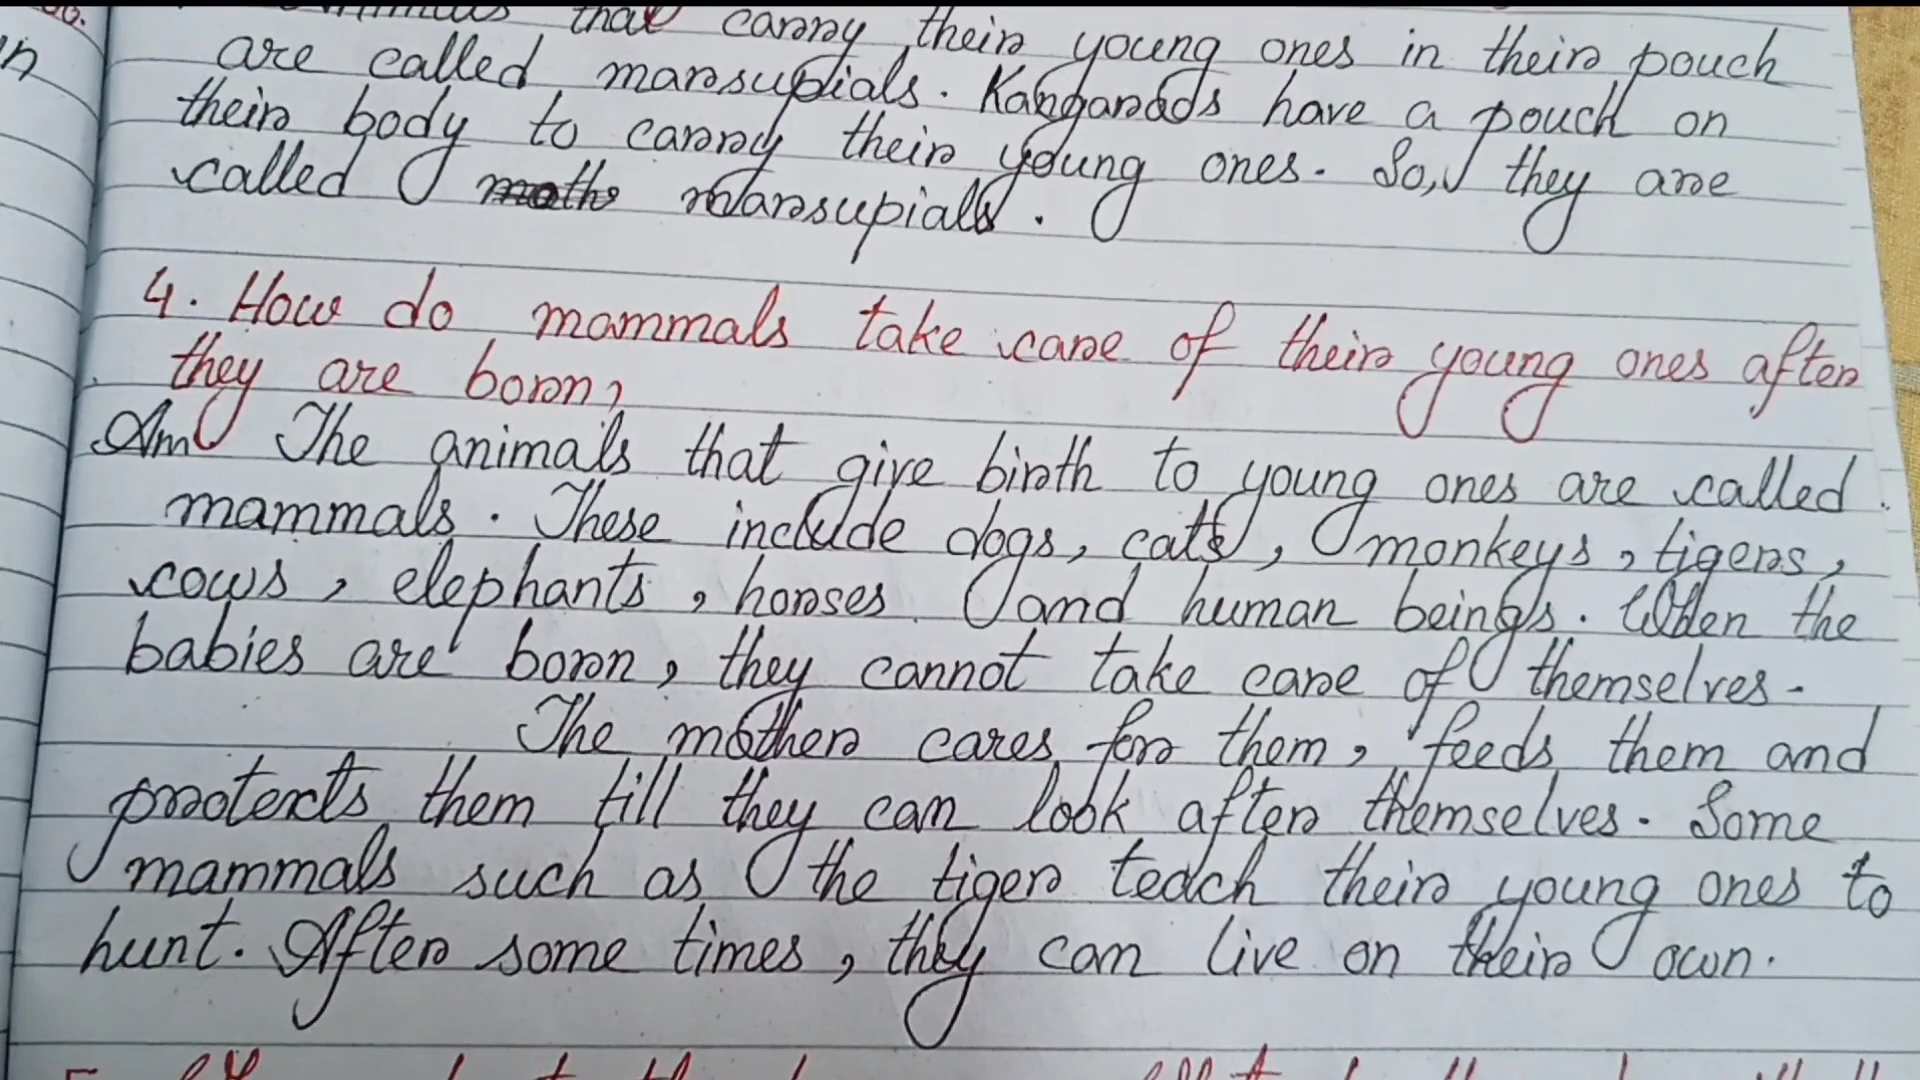 that carry their young ones in their pouch
are called marsupials. Kangaroos have a pouch on
their body to carry their young ones. So, they are
called marsupials.
4. How do mammals take care of their young ones after
they are born?
Ans The animals that give birth to young ones are called
mammals. These include dogs, cats, monkeys, tigers,
cows, elephants, horses and human beings. When the
babies are born, they cannot take care of themselves.
The mother cares for them, feeds them and
protects them till they can look after themselves. Some
mammals such as the tiger teach their young ones to
hunt. After some times, they can live on their own.